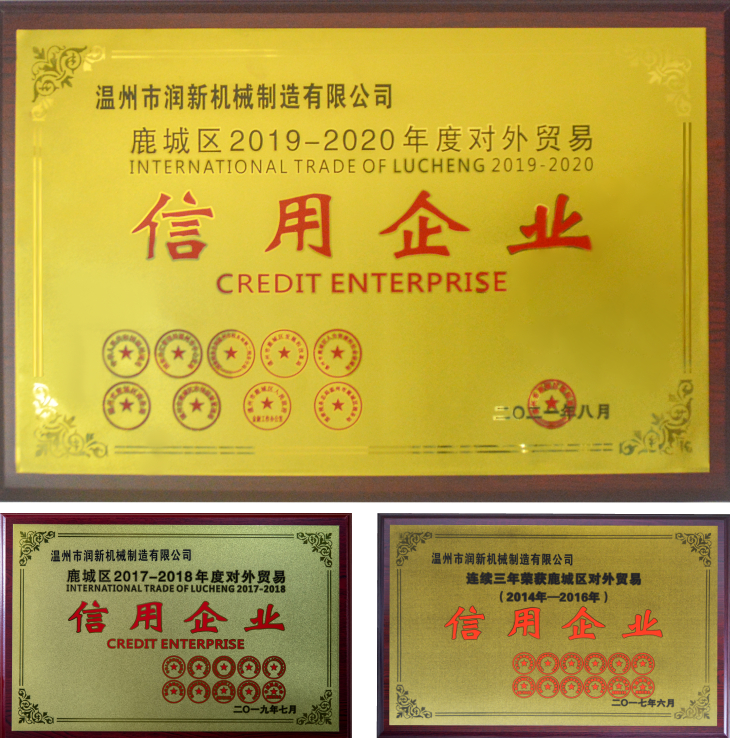 温州市润新机械制造有限公司
鹿城区2019-2020年度对外贸易
INTERNATIONAL TRADE OF LUCHENG 2019-2020
信用企业
CREDIT ENTERPRISE
二〇二一年八月
温州市润新机械制造有限公司
鹿城区2017-2018年度对外贸易
INTERNATIONAL TRADE OF LUCHENG 2017-2018
信用企业
CREDIT ENTERPRISE
二〇一九年七月
温州市润新机械制造有限公司
连续三年荣获鹿城区对外贸易
(2014年—2016年)
信用企业
二〇一七年六月